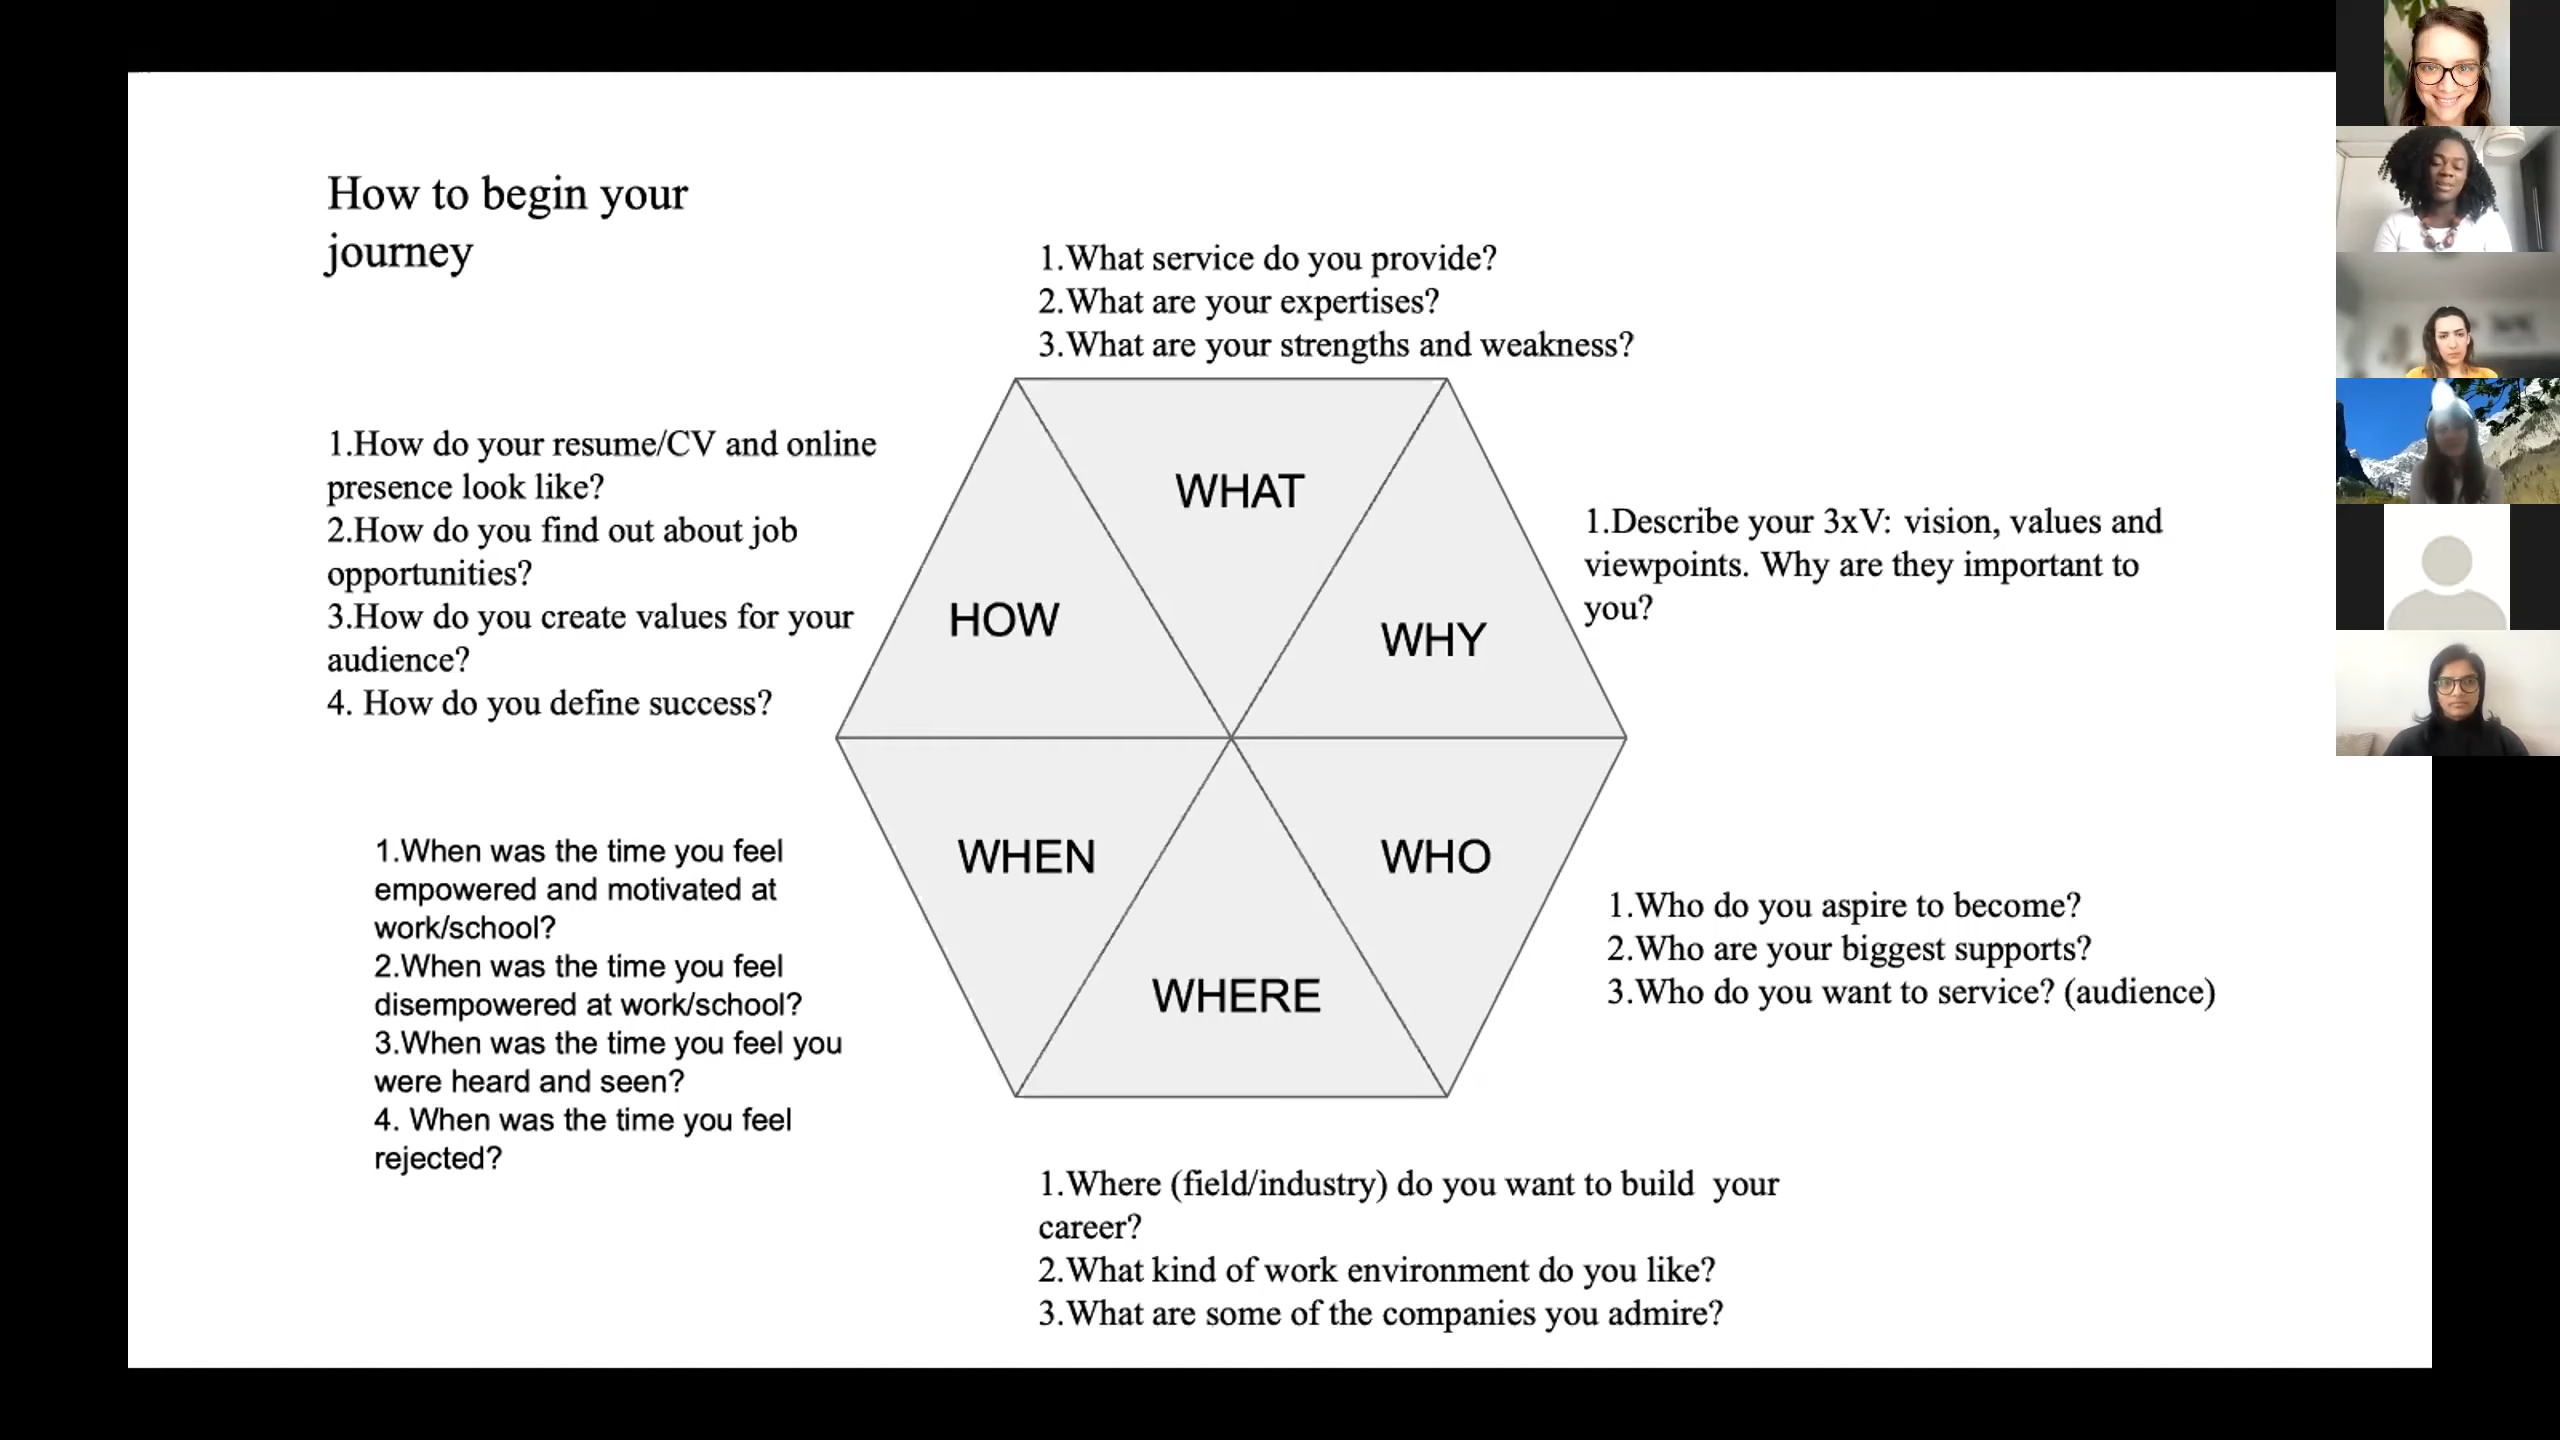 How to begin your
journey
1.What service do you provide?
2.What are your expertises?
3.What are your strengths and weakness?
1.How do your resume/CV and online
presence look like?
2.How do you find out about job
opportunities?
3.How do you create values for your
audience?
4. How do you define success?
WHAT
HOW
WHY
1.Describe your 3xV: vision, values and
viewpoints. Why are they important to
you?
WHEN
WHO
WHERE
1.When was the time you feel
empowered and motivated at
work/school?
2.When was the time you feel
disempowered at work/school?
3.When was the time you feel you
were heard and seen?
4. When was the time you feel
rejected?
1.Who do you aspire to become?
2.Who are your biggest supports?
3.Who do you want to service? (audience)
1.Where (field/industry) do you want to build  your
career?
2.What kind of work environment do you like?
3.What are some of the companies you admire?